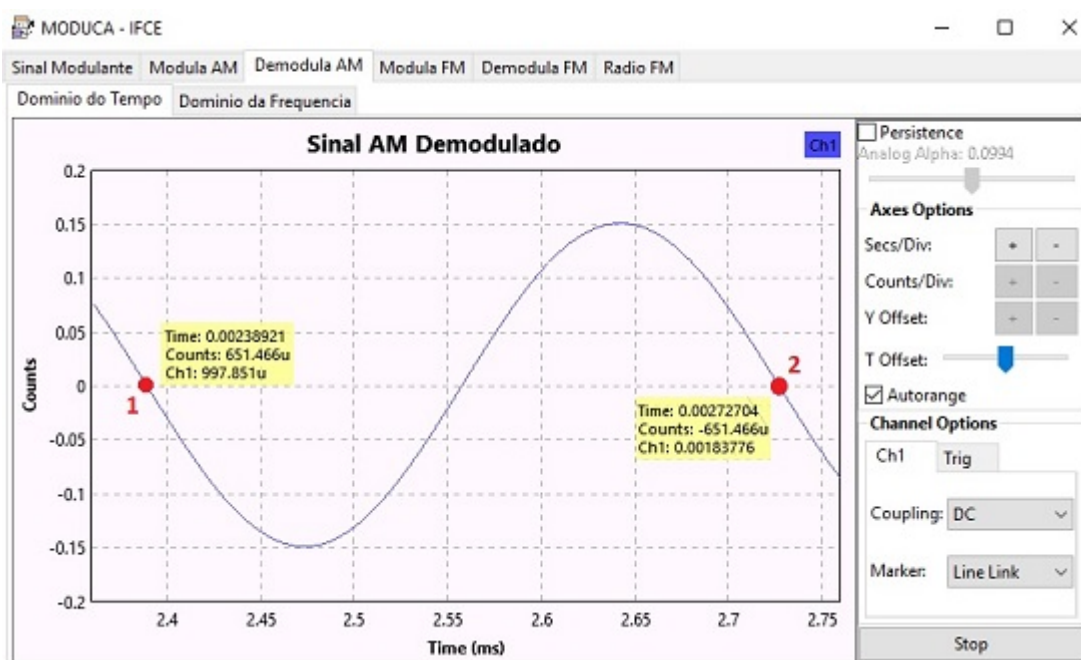 MODUCA - IFCE
Sinal Modulante Modula AM Demodula AM Modula FM Demodula FM Radio FM
Dominio do Tempo Dominio da Frequencia
Sinal AM Demodulado
Ch1
0.2
0.15
0.1
0.05
0
-0.05
-0.1
-0.15
-0.2
Counts
Time: 0.00238921
Counts: 651.466u
Ch1: 997.851u
1
2
Time: 0.00272704
Counts: -651.466u
Ch1: 0.00183776
2.4 2.45 2.5 2.55 2.6 2.65 2.7 2.75
Time (ms)
Persistence
Analog Alpha: 0.0994
Axes Options
Secs/Div: + -
Counts/Div: + -
Y Offset: + -
T Offset:
Autorange
Channel Options
Ch1 Trig
Coupling: DC
Marker: Line Link
Stop